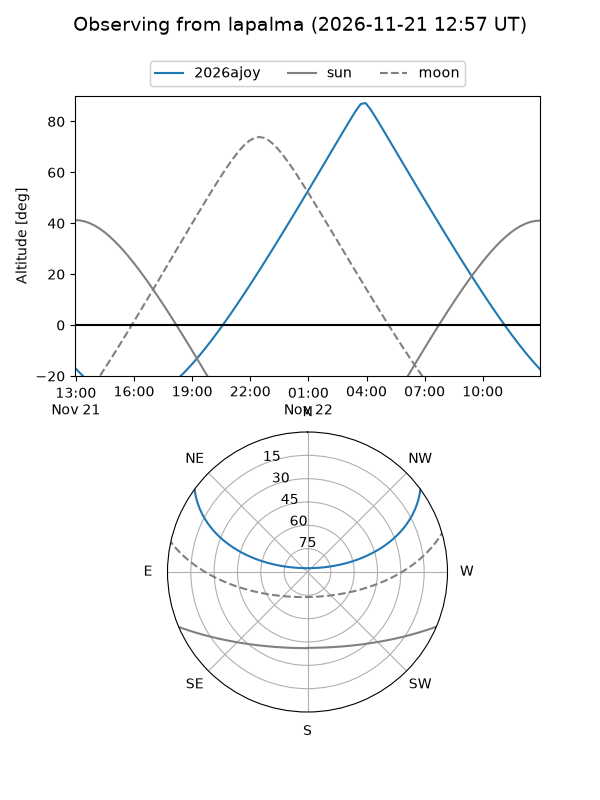 Observing from lapalma (2026-11-21 12:57 UT)
2026ajoy sun moon
Altitude [deg]
80
60
40
20
0
−20
13:00 16:00 19:00 22:00 01:00 04:00 07:00 10:00
Nov 21 Nov 22
N
NE NW
15
30
45
60
75
E W
SE SW
S